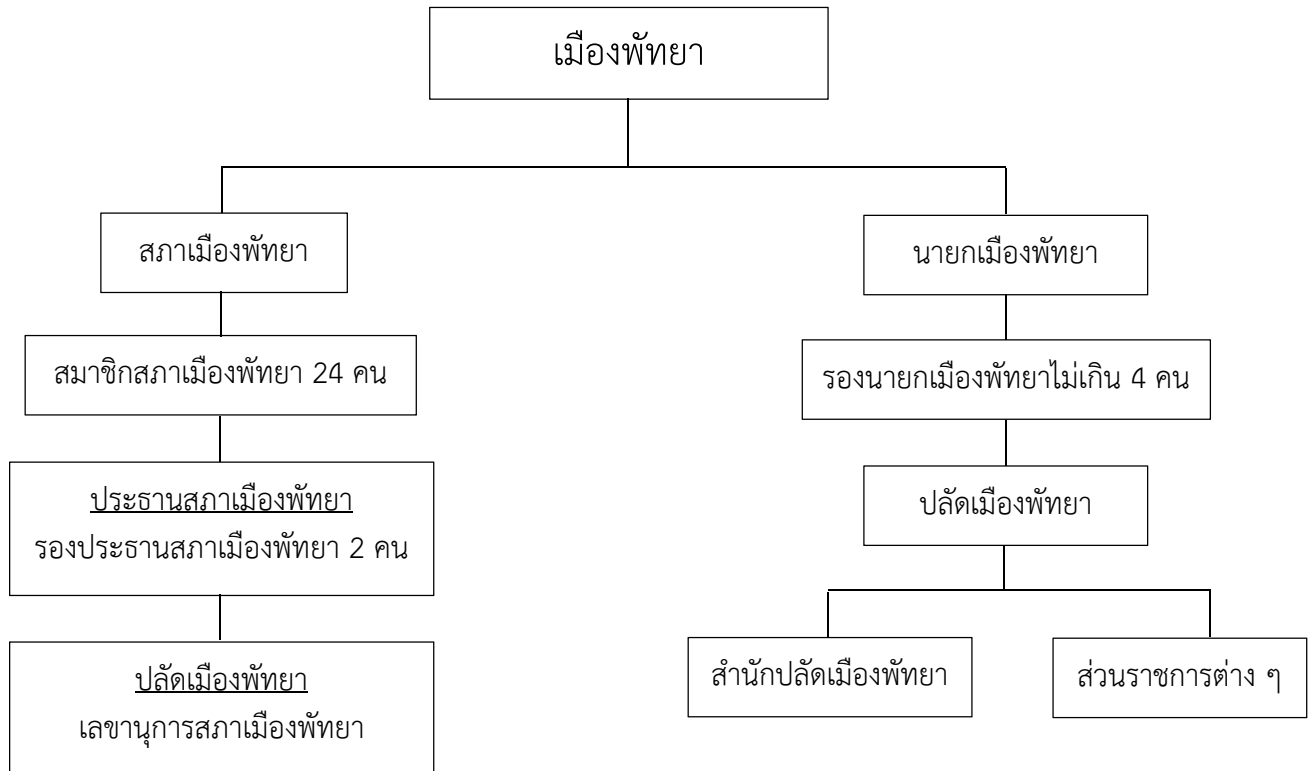 เมืองพัทยา
สภาเมืองพัทยา
นายกเมืองพัทยา
สมาชิกสภาเมืองพัทยา 24 คน
รองนายกเมืองพัทยาไม่เกิน 4 คน
ประธานสภาเมืองพัทยา
รองประธานสภาเมืองพัทยา 2 คน
ปลัดเมืองพัทยา
ปลัดเมืองพัทยา
เลขานุการสภาเมืองพัทยา
สำนักปลัดเมืองพัทยา
ส่วนราชการต่าง ๆ